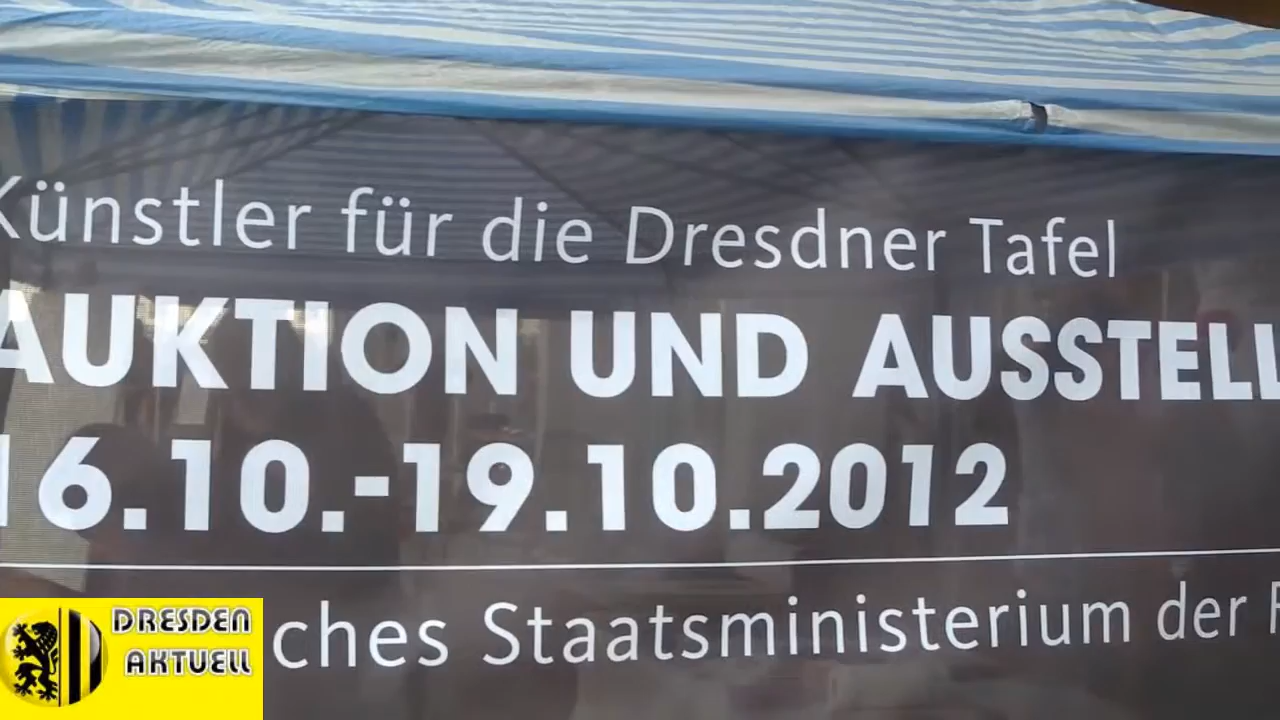 Künstler für die Dresdner Tafel
AUKTION UND AUSSTELL
16.10.-19.10.2012
ches Staatsministerium der F
DRESDEN
AKTUELL